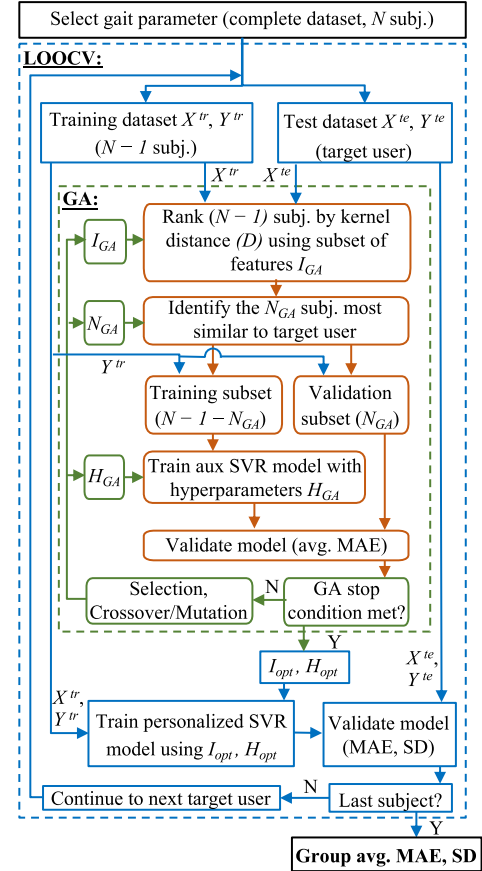 Select gait parameter (complete dataset, N subj.)
LOOCV:
Training dataset X^tr, Y^tr
(N − 1 subj.)
Test dataset X^te, Y^te
(target user)
X^tr
X^te
GA:
I_GA
Rank (N − 1) subj. by kernel
distance (D) using subset of
features I_GA
N_GA
Identify the N_GA subj. most
similar to target user
Y^tr
Training subset
(N − 1 − N_GA)
Validation
subset (N_GA)
H_GA
Train aux SVR model with
hyperparameters H_GA
Validate model (avg. MAE)
Selection,
Crossover/Mutation
N
GA stop
condition met?
Y
I_opt, H_opt
X^te,
Y^te
X^tr,
Y^tr
Train personalized SVR
model using I_opt, H_opt
Validate model
(MAE, SD)
Continue to next target user
N
Last subject?
Y
Group avg. MAE, SD